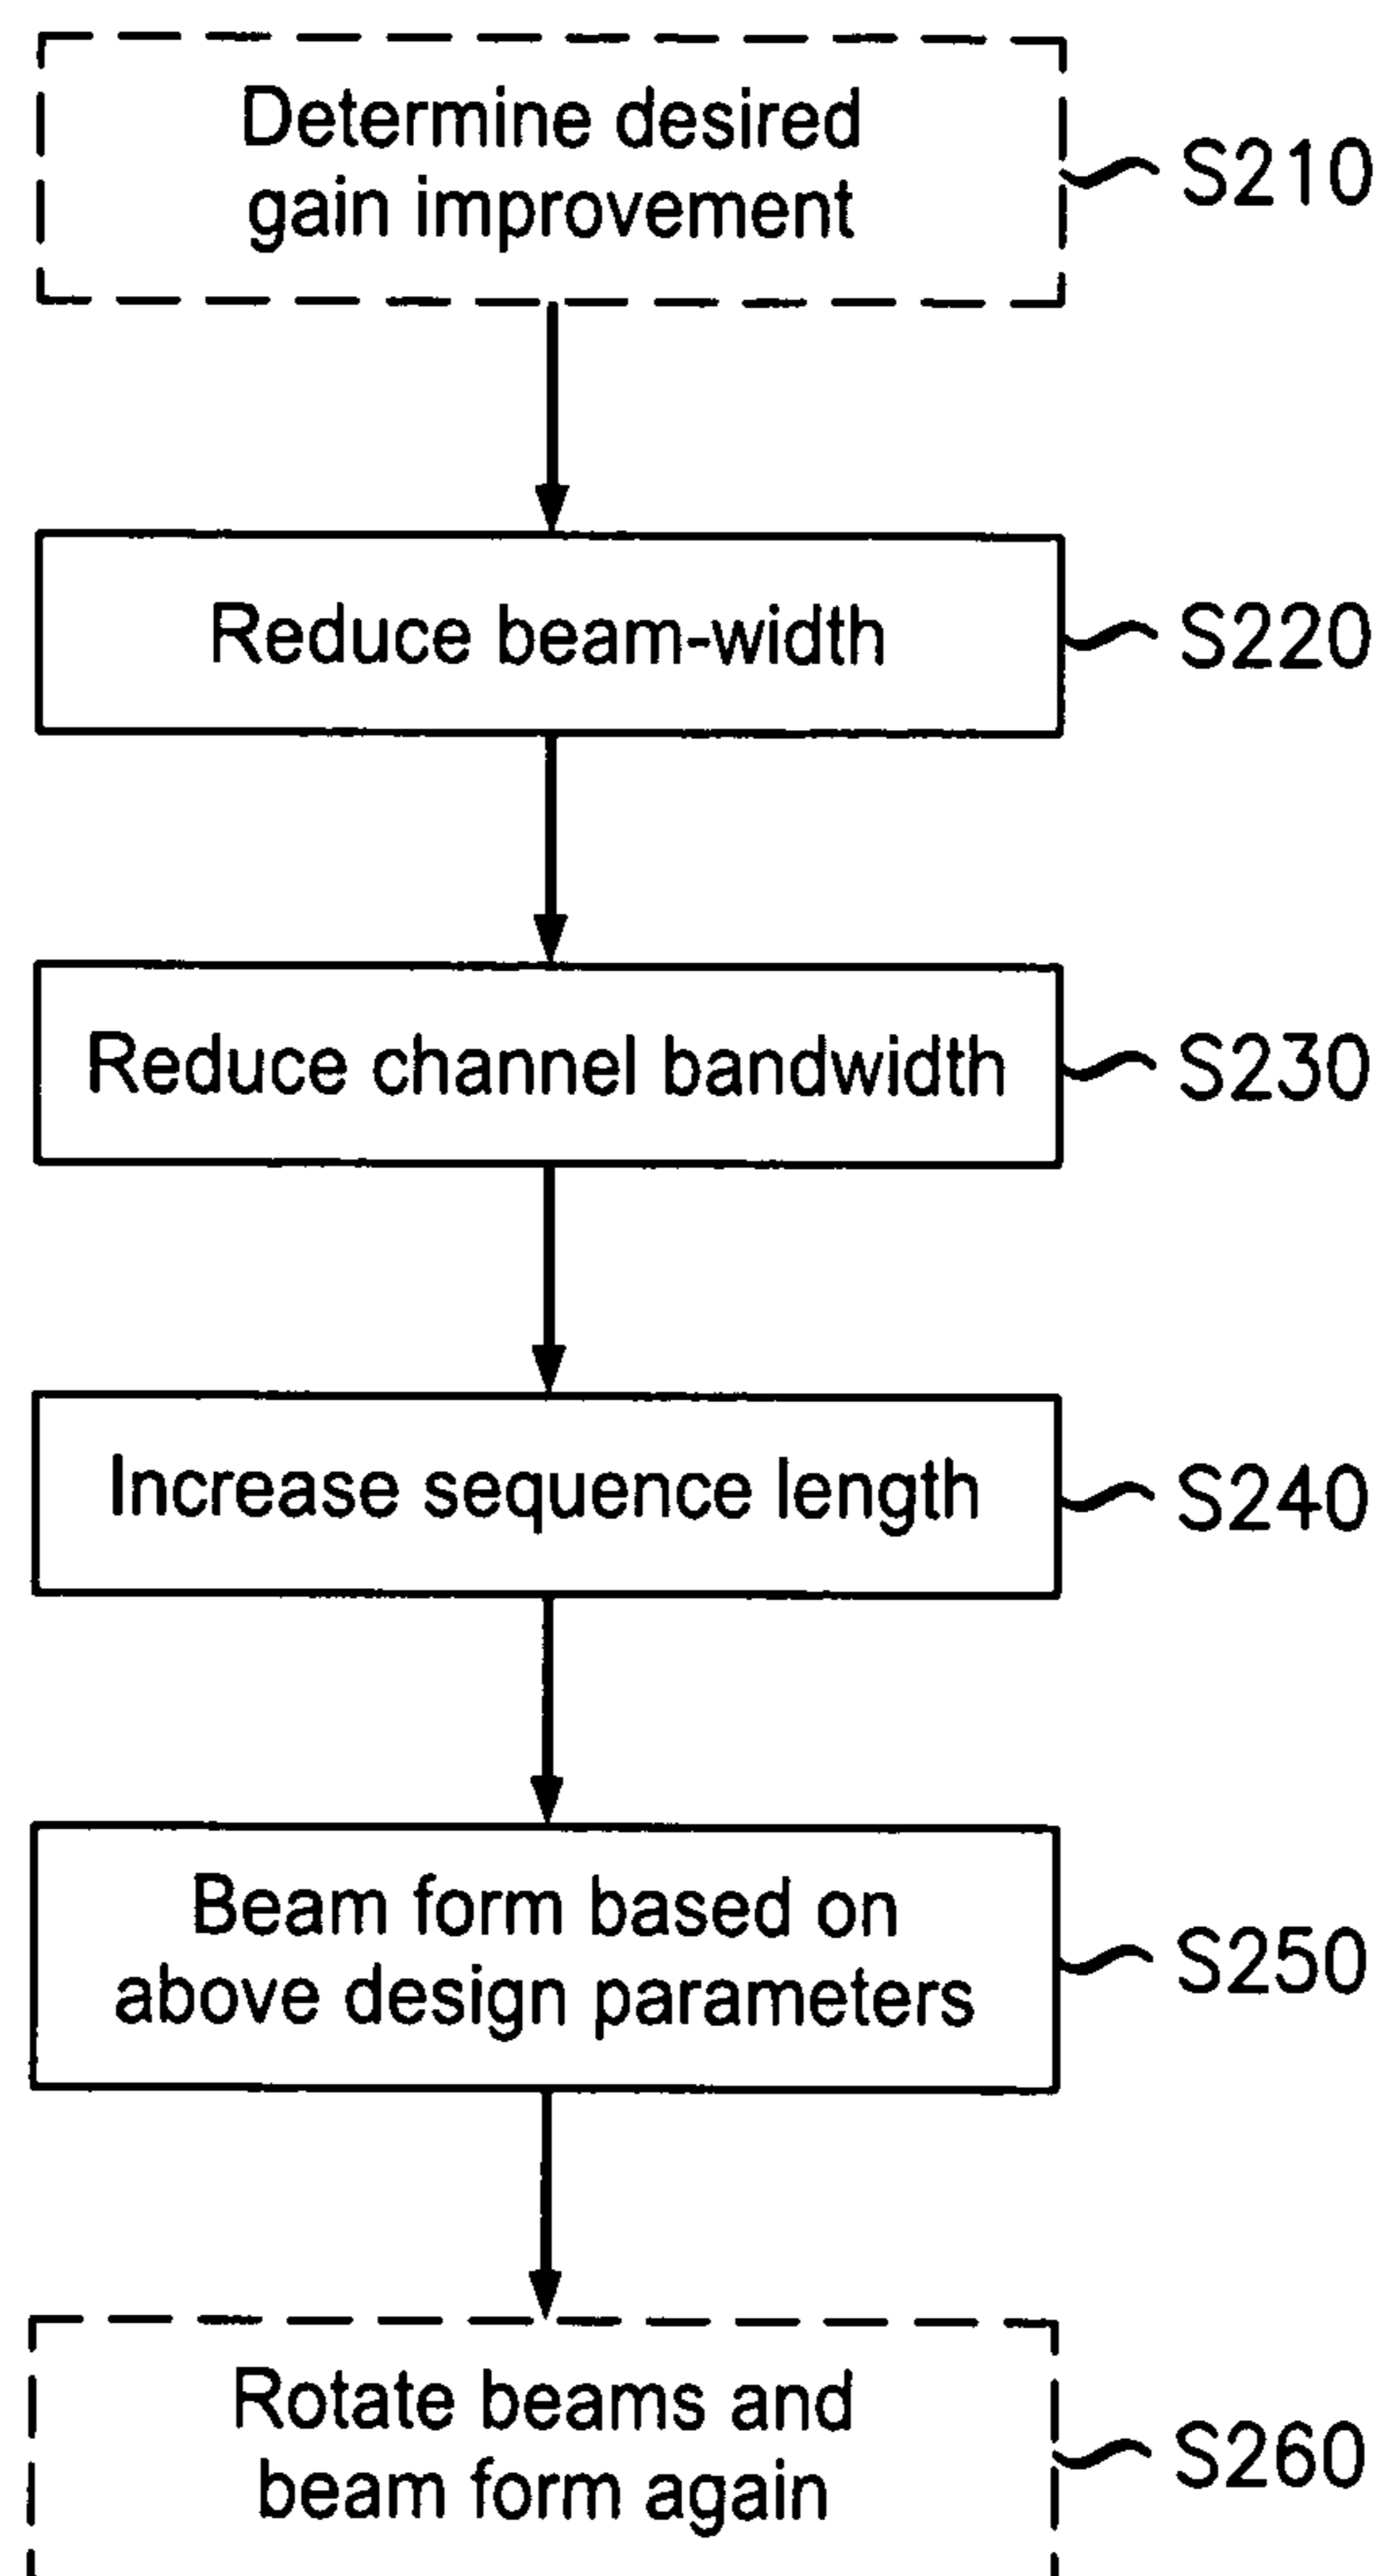 Determine desired
gain improvement
S210
Reduce beam-width
S220
Reduce channel bandwidth
S230
Increase sequence length
S240
Beam form based on
above design parameters
S250
Rotate beams and
beam form again
S260